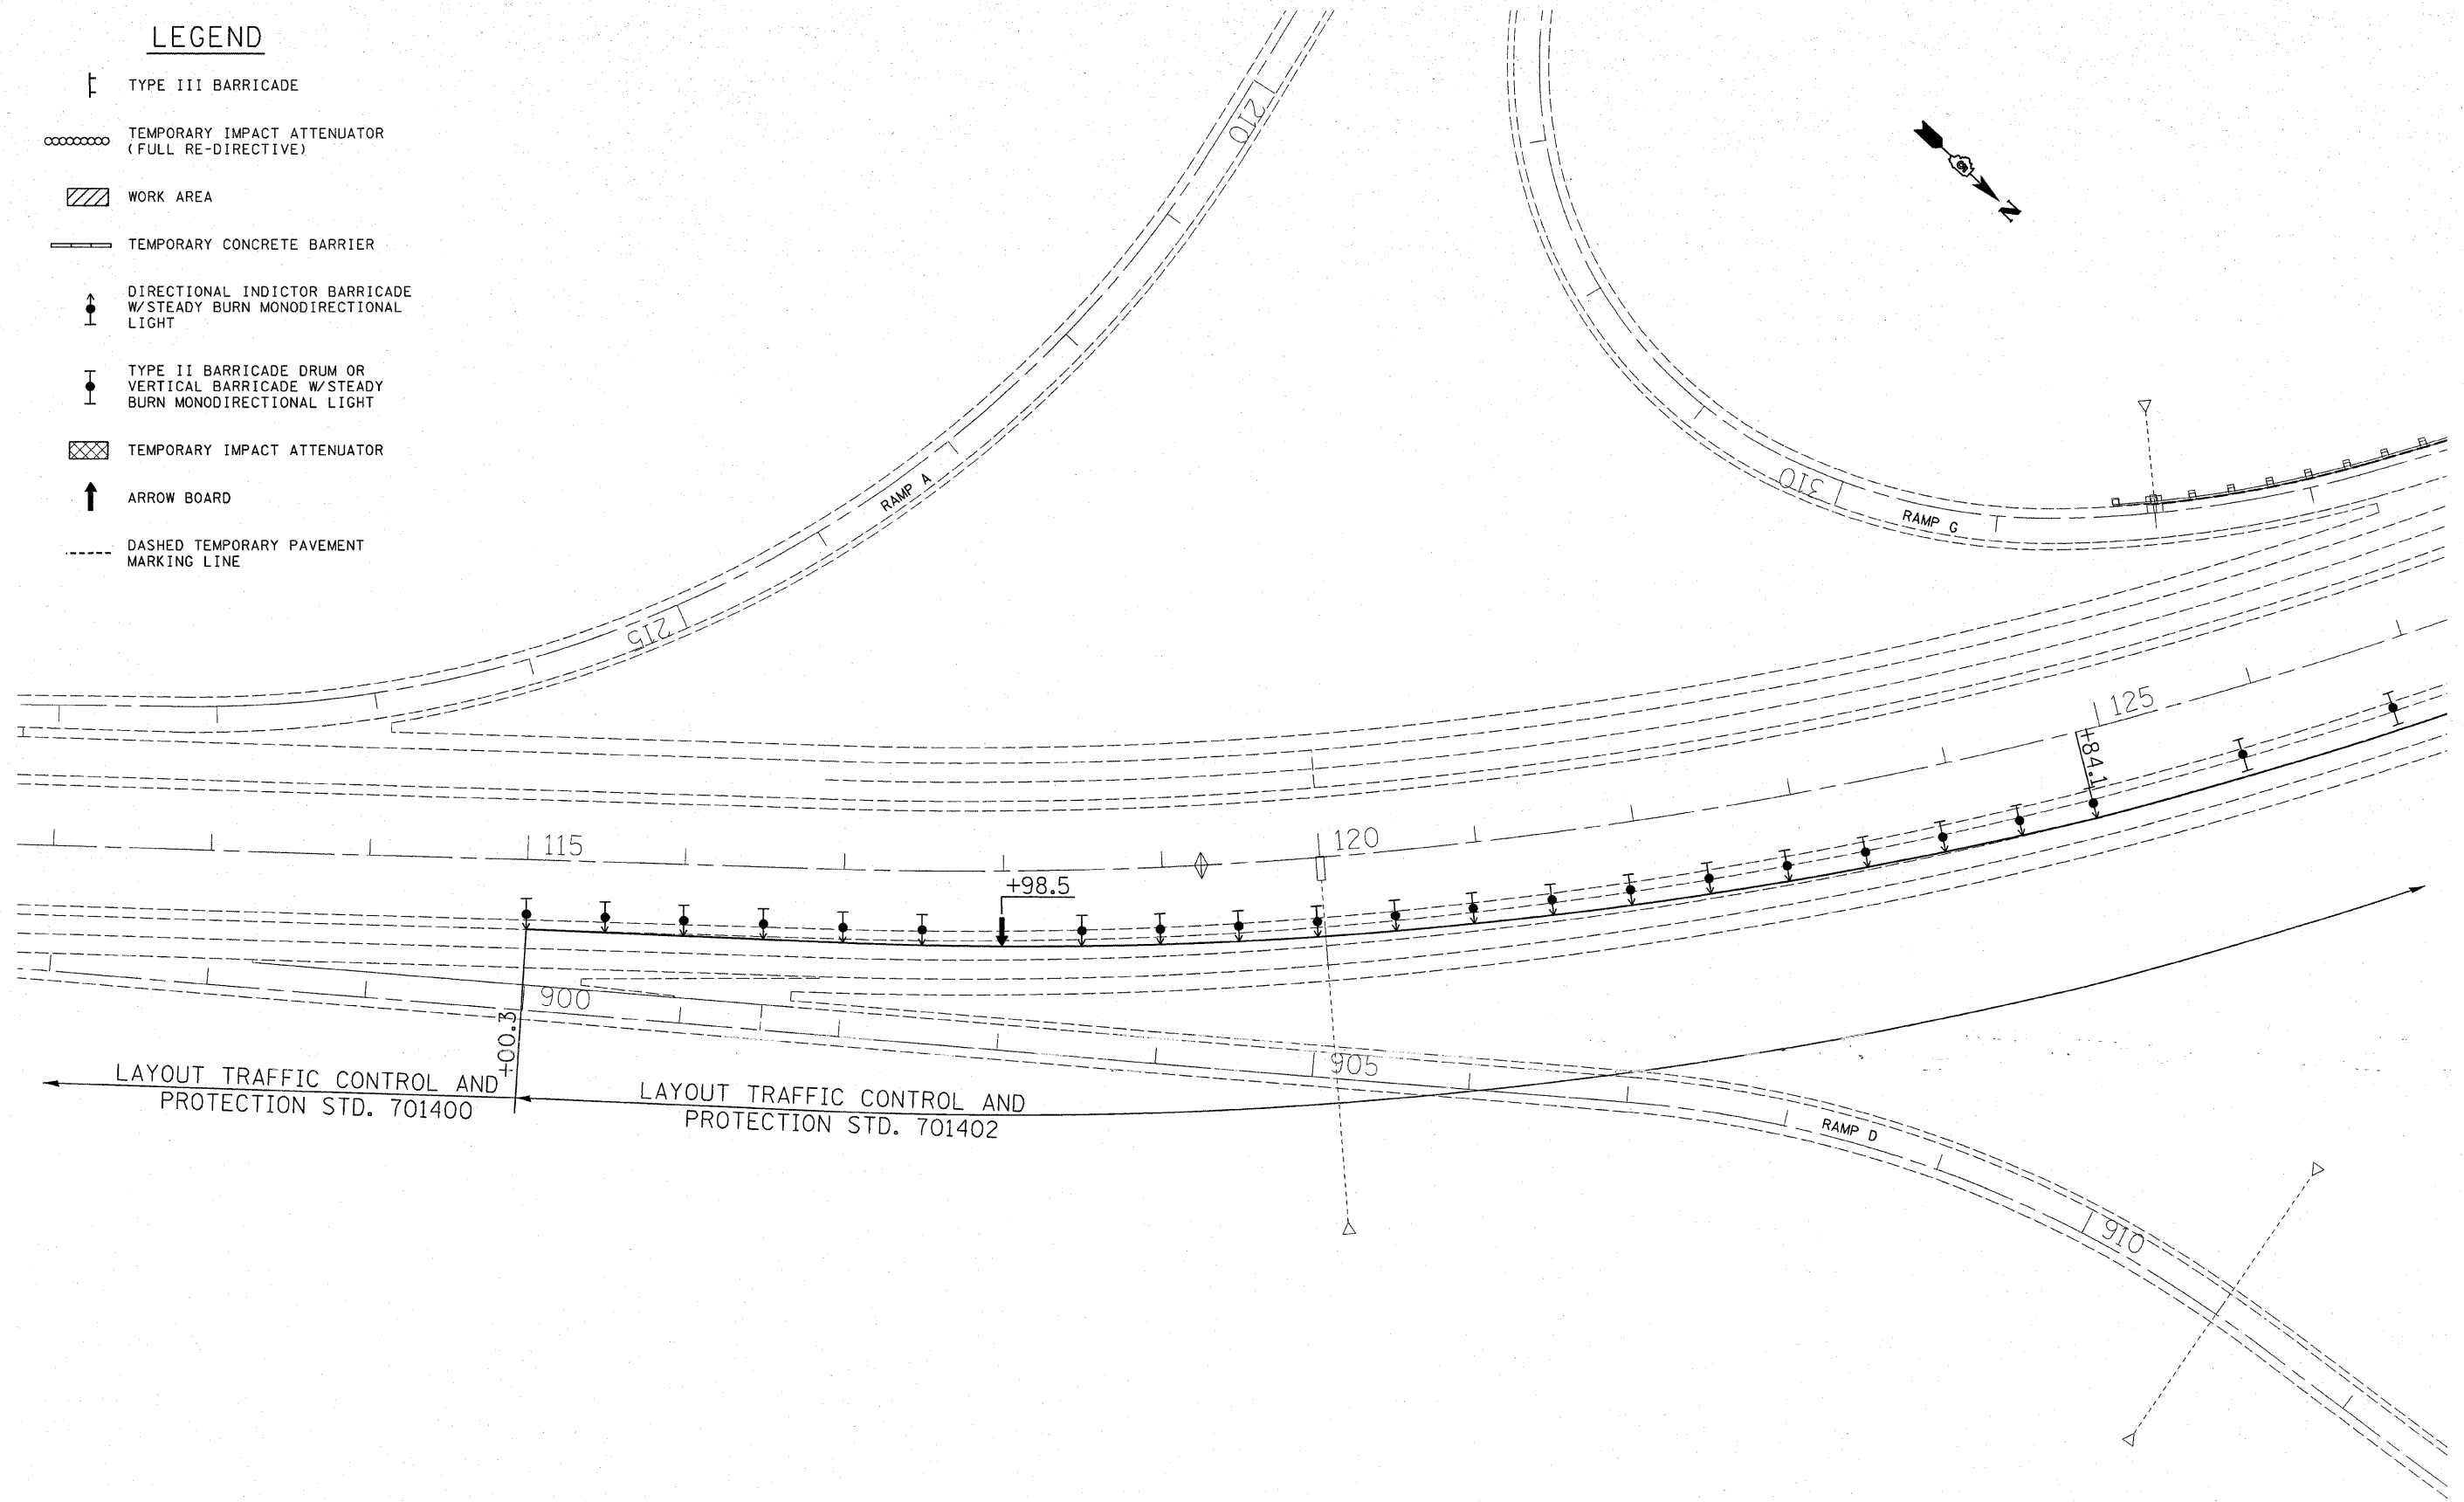 LEGEND
TYPE III BARRICADE
TEMPORARY IMPACT ATTENUATOR
(FULL RE-DIRECTIVE)
WORK AREA
TEMPORARY CONCRETE BARRIER
DIRECTIONAL INDICTOR BARRICADE
W/STEADY BURN MONODIRECTIONAL
LIGHT
TYPE II BARRICADE DRUM OR
VERTICAL BARRICADE W/STEADY
BURN MONODIRECTIONAL LIGHT
TEMPORARY IMPACT ATTENUATOR
ARROW BOARD
DASHED TEMPORARY PAVEMENT
MARKING LINE
210
N
RAMP A
310
RAMP G
215
125
+84.1
115
120
+98.5
900
+00.3
905
LAYOUT TRAFFIC CONTROL AND
PROTECTION STD. 701400
LAYOUT TRAFFIC CONTROL AND
PROTECTION STD. 701402
RAMP D
910